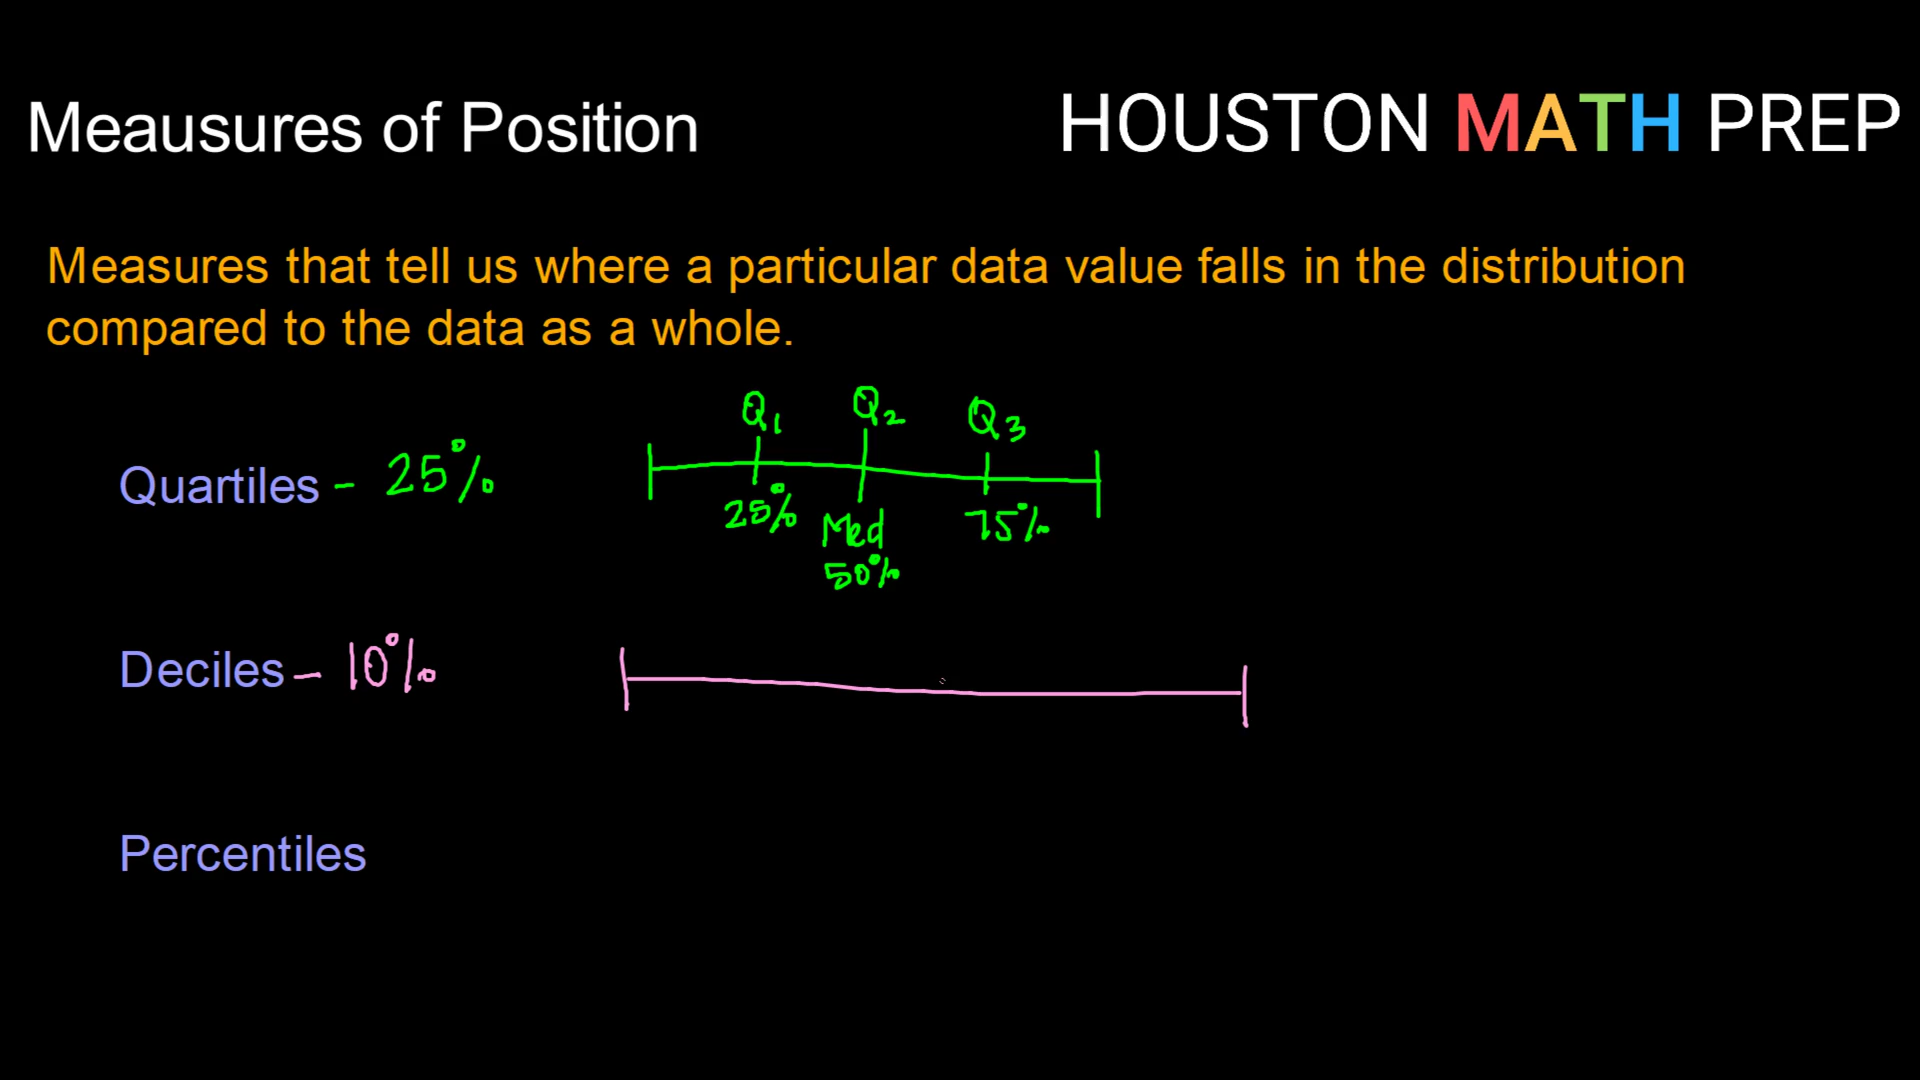 Meausures of Position
HOUSTON MATH PREP
Measures that tell us where a particular data value falls in the distribution
compared to the data as a whole.
Q1 Q2 Q3
Quartiles - 25%
25% Med 75%
50%
Deciles - 10%
Percentiles